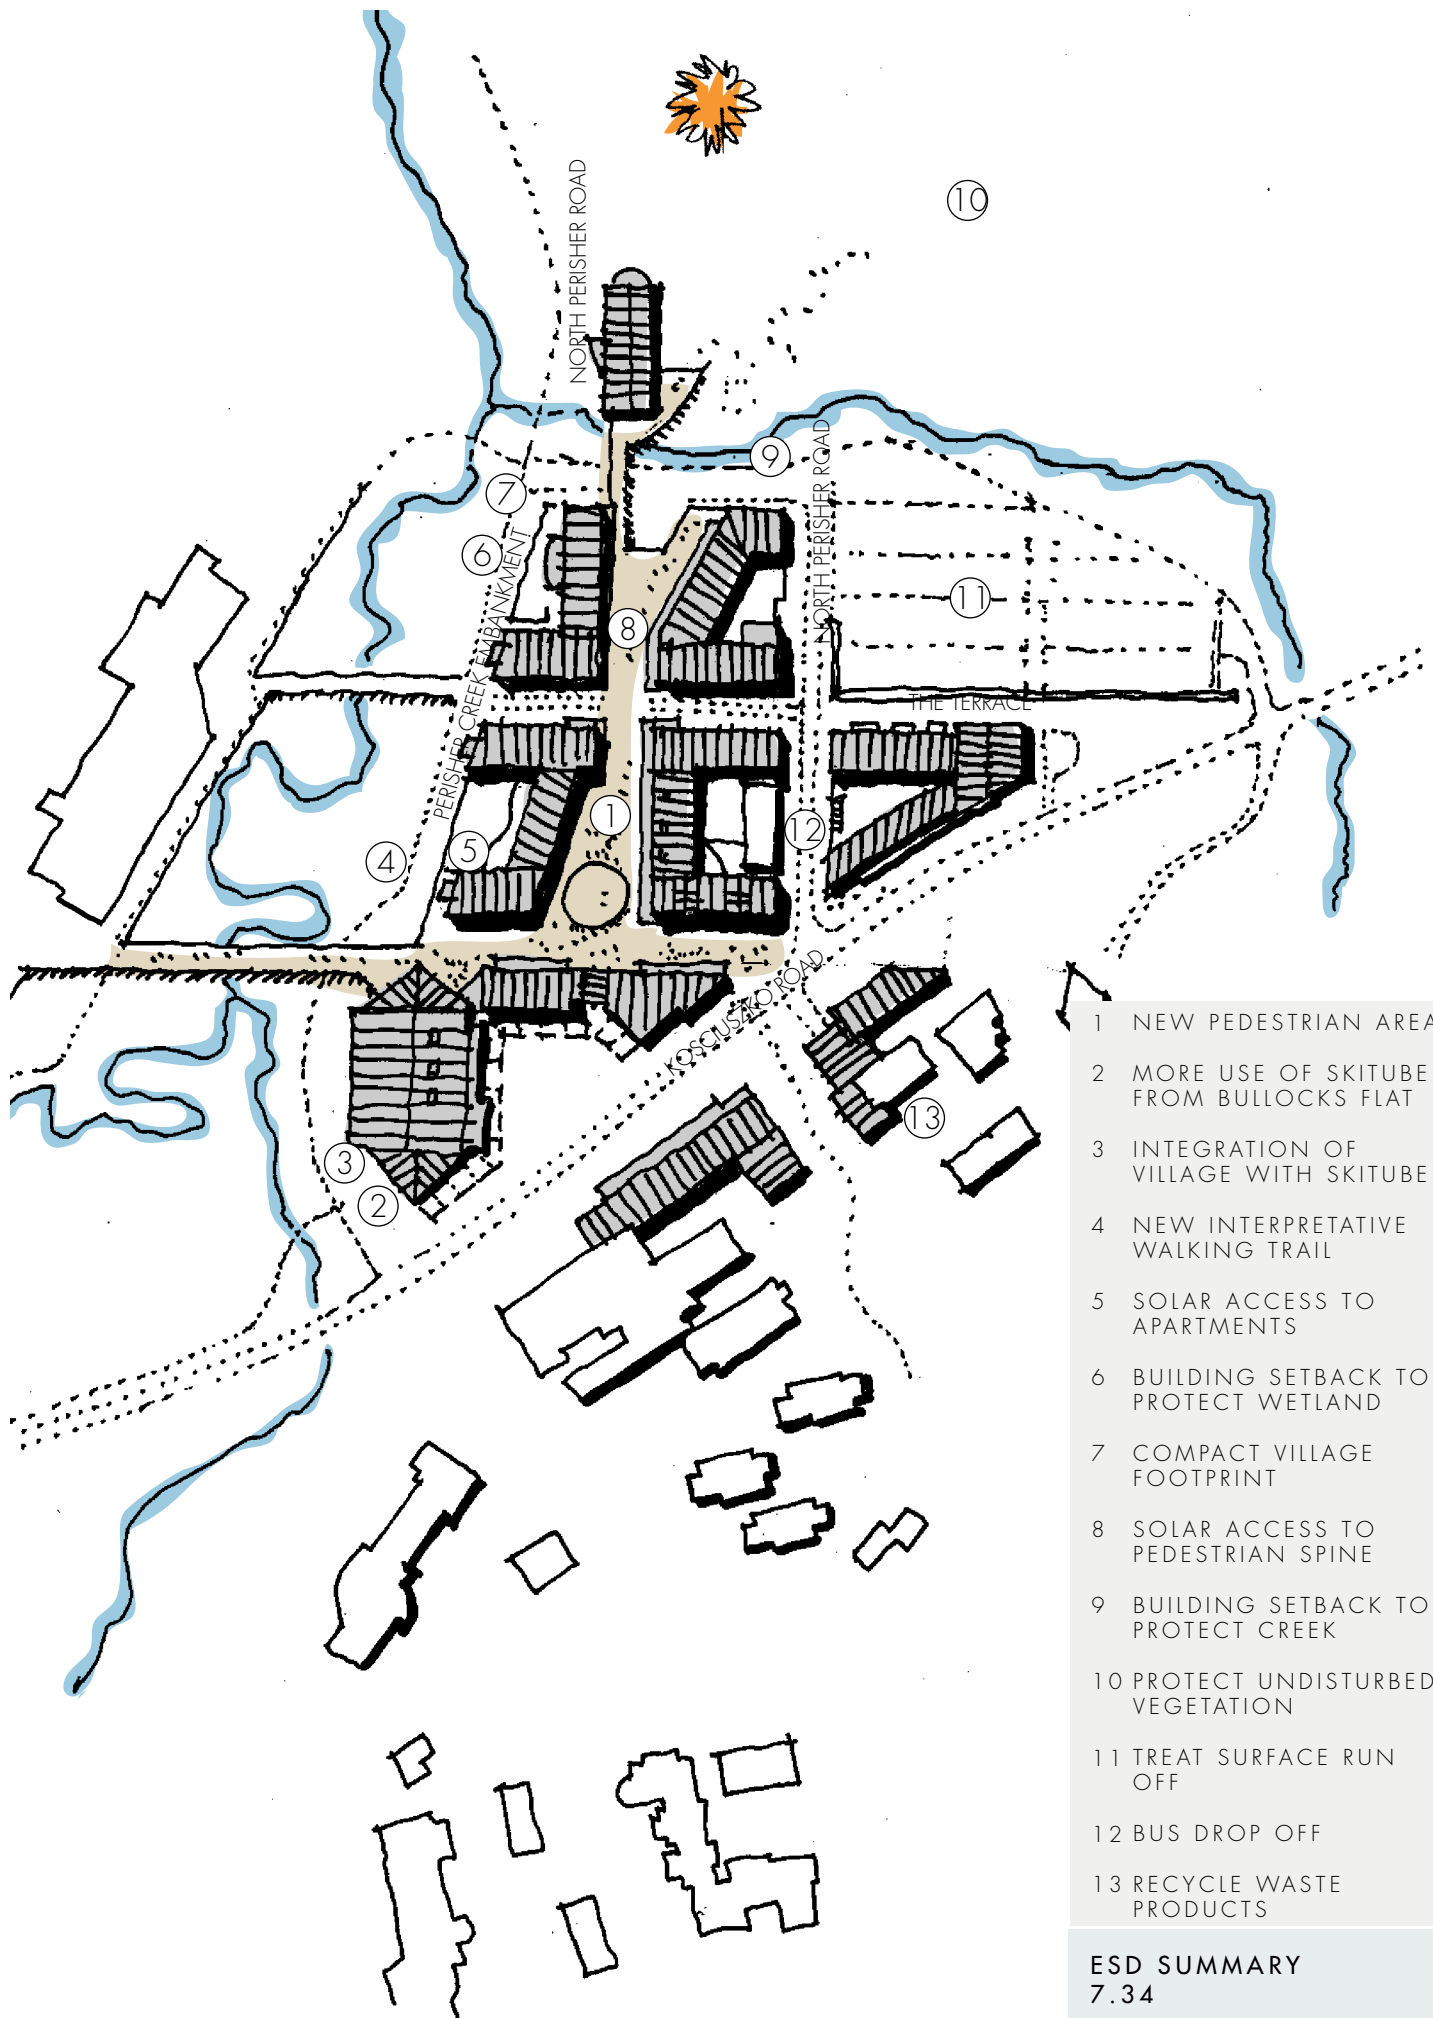 10
NORTH PERISHER ROAD
9
7
6
NORTH PERISHER ROAD
PERISHER CREEK EMBANKMENT
11
8
THE TERRACE
1
12
5
4
KOSCIUSZKO ROAD
13
3
2
1 NEW PEDESTRIAN AREA
2 MORE USE OF SKITUBE
FROM BULLOCKS FLAT
3 INTEGRATION OF
VILLAGE WITH SKITUBE
4 NEW INTERPRETATIVE
WALKING TRAIL
5 SOLAR ACCESS TO
APARTMENTS
6 BUILDING SETBACK TO
PROTECT WETLAND
7 COMPACT VILLAGE
FOOTPRINT
8 SOLAR ACCESS TO
PEDESTRIAN SPINE
9 BUILDING SETBACK TO
PROTECT CREEK
10 PROTECT UNDISTURBED
VEGETATION
11 TREAT SURFACE RUN
OFF
12 BUS DROP OFF
13 RECYCLE WASTE
PRODUCTS
ESD SUMMARY
7.34